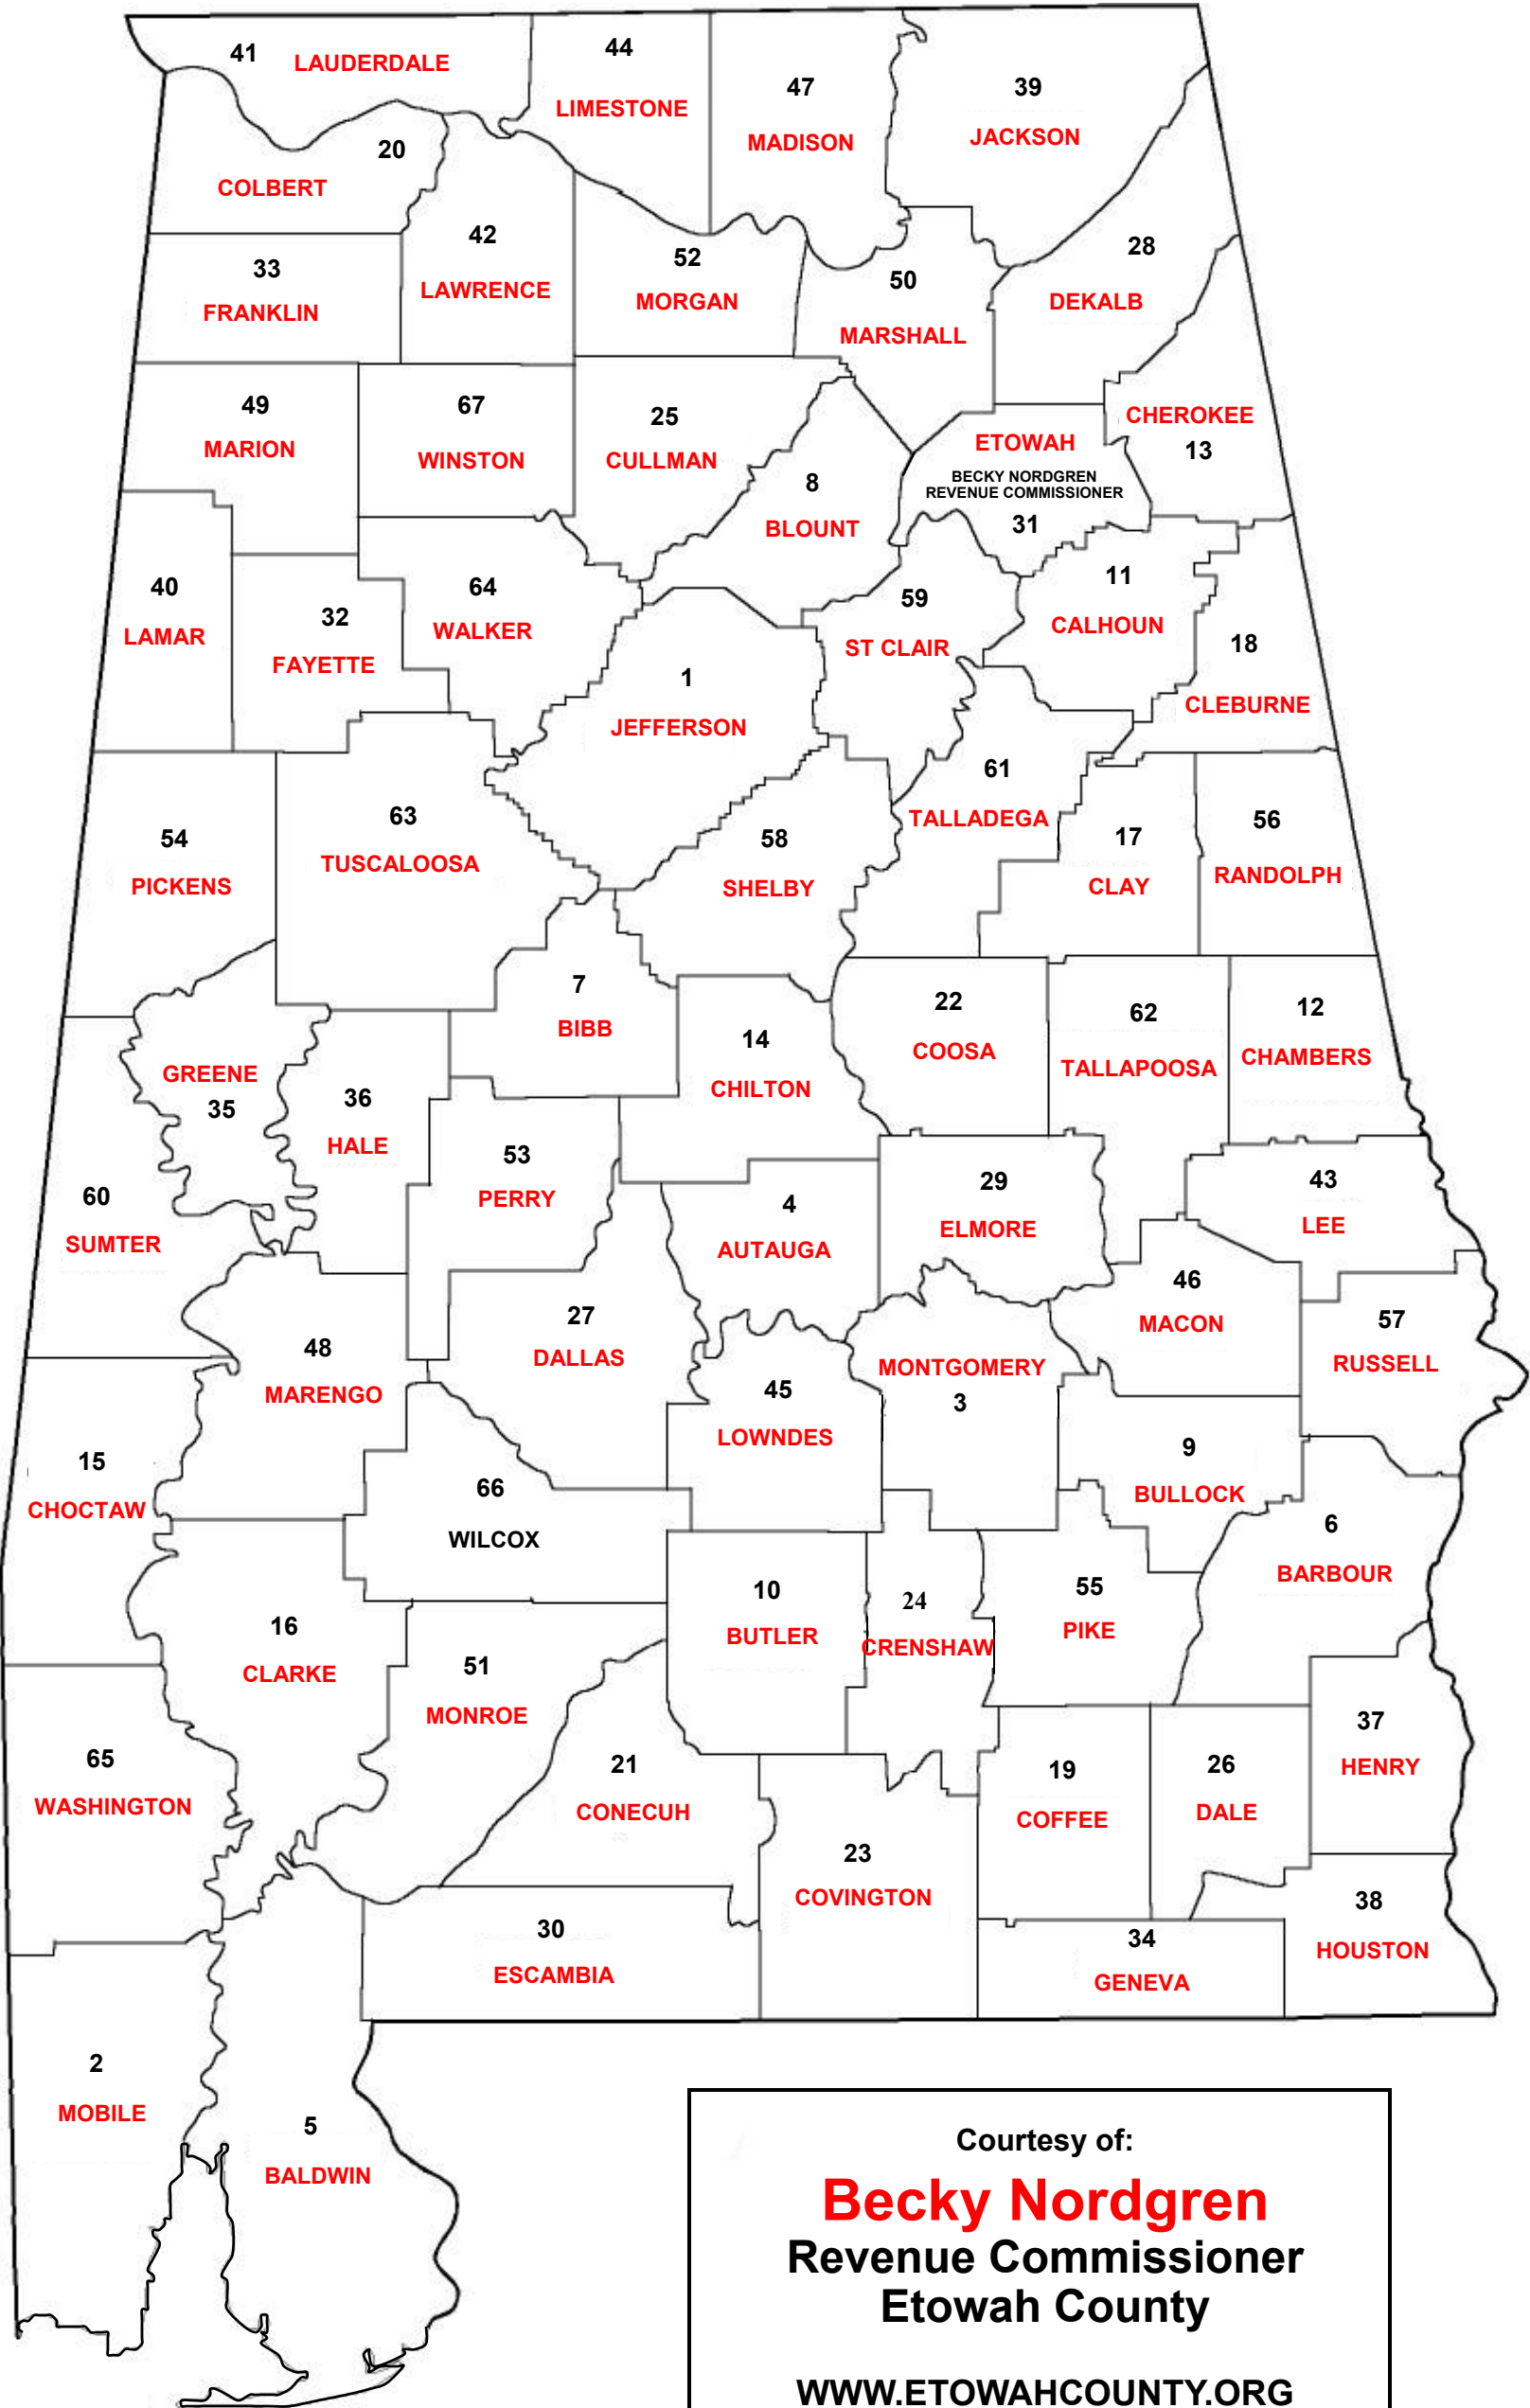 41 LAUDERDALE
44
LIMESTONE
47
MADISON
39
JACKSON
20
COLBERT
42
LAWRENCE
52
MORGAN
50
MARSHALL
28
DEKALB
33
FRANKLIN
49
MARION
67
WINSTON
25
CULLMAN
8
BLOUNT
ETOWAH
BECKY NORDGREN
REVENUE COMMISSIONER
31
CHEROKEE
13
40
LAMAR
32
FAYETTE
64
WALKER
1
JEFFERSON
59
ST CLAIR
11
CALHOUN
18
CLEBURNE
54
PICKENS
63
TUSCALOOSA
58
SHELBY
61
TALLADEGA
17
CLAY
56
RANDOLPH
GREENE
35
36
HALE
7
BIBB
14
CHILTON
22
COOSA
62
TALLAPOOSA
12
CHAMBERS
60
SUMTER
53
PERRY
4
AUTAUGA
29
ELMORE
43
LEE
48
MARENGO
27
DALLAS
45
LOWNDES
MONTGOMERY
3
46
MACON
57
RUSSELL
15
CHOCTAW
66
WILCOX
9
BULLOCK
6
BARBOUR
16
CLARKE
51
MONROE
10
BUTLER
24
CRENSHAW
55
PIKE
65
WASHINGTON
21
CONECUH
23
COVINGTON
19
COFFEE
26
DALE
37
HENRY
30
ESCAMBIA
34
GENEVA
38
HOUSTON
2
MOBILE
5
BALDWIN
Courtesy of:
Becky Nordgren
Revenue Commissioner
Etowah County
WWW.ETOWAHCOUNTY.ORG